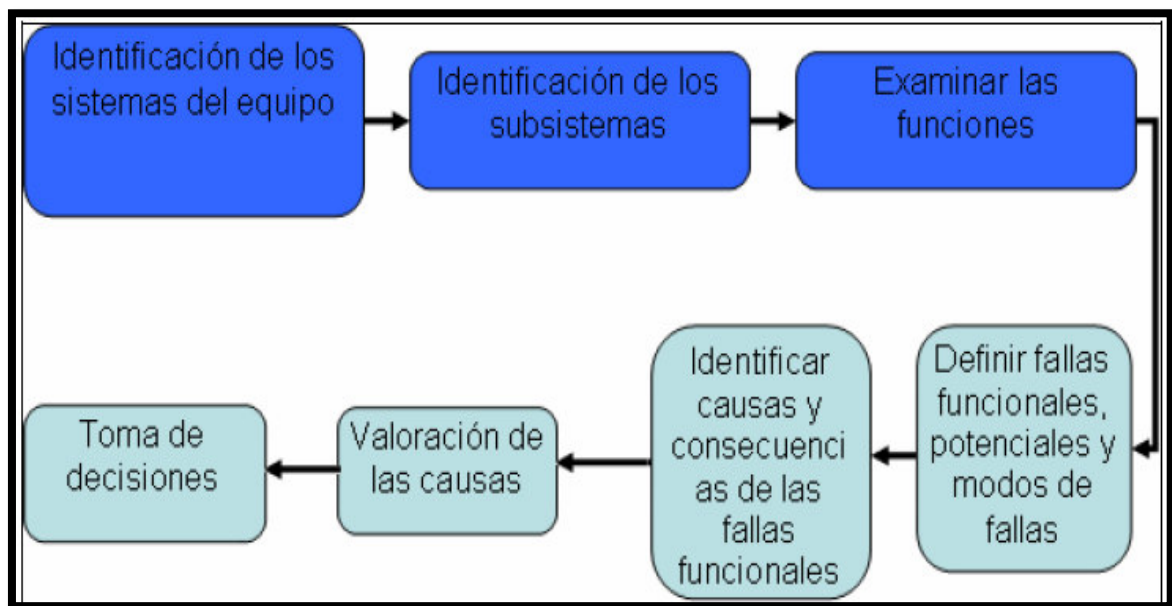 Identificación de los
sistemas del equipo
Identificación de los
subsistemas
Examinar las
funciones
Definir fallas
funcionales,
potenciales y
modos de
fallas
Identificar
causas y
consecuenci
as de las
fallas
funcionales
Valoración de
las causas
Toma de
decisiones